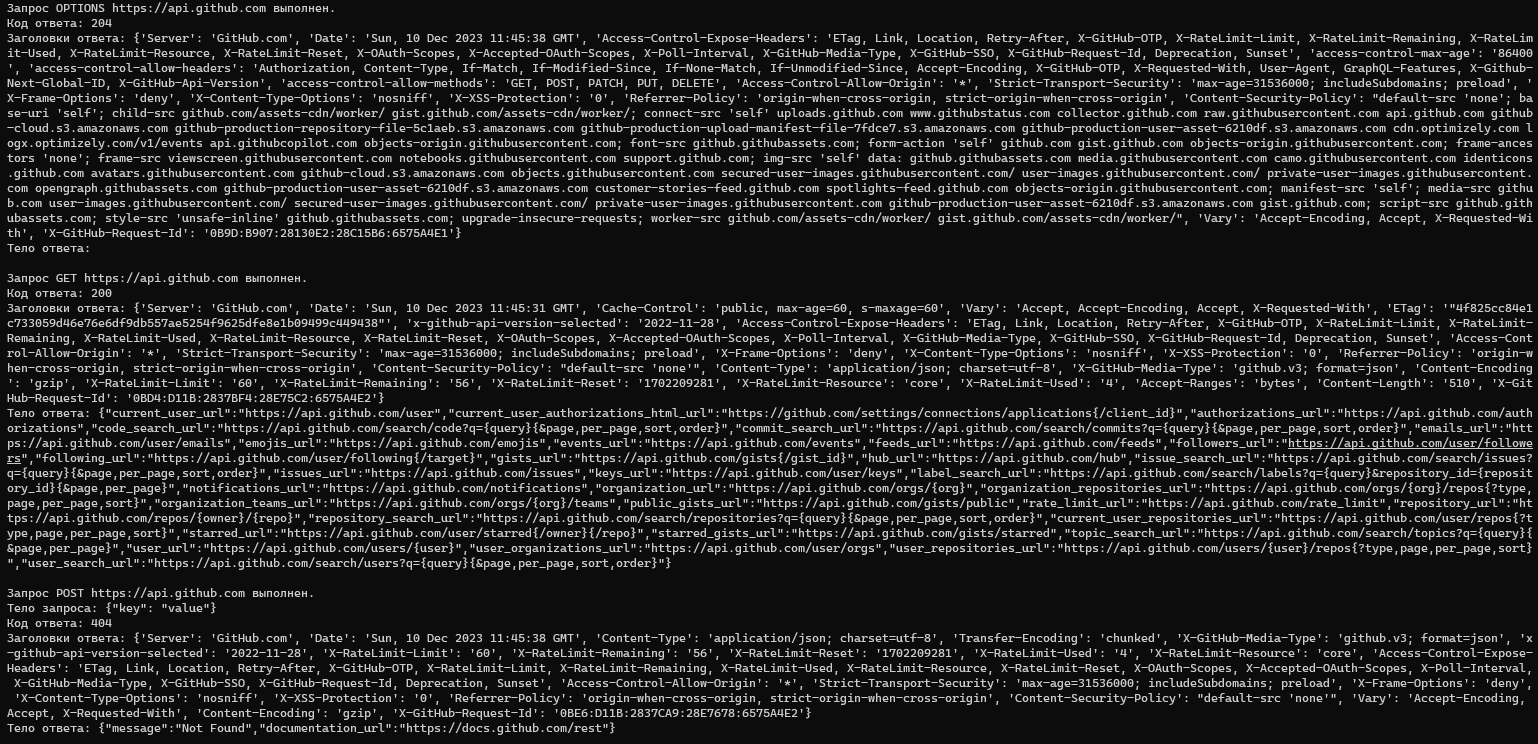 Запрос OPTIONS https://api.github.com выполнен.
Код ответа: 204
Заголовки ответа: {'Server': 'GitHub.com', 'Date': 'Sun, 10 Dec 2023 11:45:38 GMT', 'Access-Control-Expose-Headers': 'ETag, Link, Location, Retry-After, X-GitHub-OTP, X-RateLimit-Limit, X-RateLimit-Remaining, X-RateLim
it-Used, X-RateLimit-Resource, X-RateLimit-Reset, X-OAuth-Scopes, X-Accepted-OAuth-Scopes, X-Poll-Interval, X-GitHub-Media-Type, X-GitHub-SSO, X-GitHub-Request-Id, Deprecation, Sunset', 'access-control-max-age': '86400
', 'access-control-allow-headers': 'Authorization, Content-Type, If-Match, If-Modified-Since, If-None-Match, If-Unmodified-Since, Accept-Encoding, X-GitHub-OTP, X-Requested-With, User-Agent, GraphQL-Features, X-Github-
Next-Global-ID, X-GitHub-Api-Version', 'access-control-allow-methods': 'GET, POST, PATCH, PUT, DELETE', 'Access-Control-Allow-Origin': '*', 'Strict-Transport-Security': 'max-age=31536000; includeSubdomains; preload', '
X-Frame-Options': 'deny', 'X-Content-Type-Options': 'nosniff', 'X-XSS-Protection': '0', 'Referrer-Policy': 'origin-when-cross-origin, strict-origin-when-cross-origin', 'Content-Security-Policy': "default-src 'none'; ba
se-uri 'self'; child-src github.com/assets-cdn/worker/ gist.github.com/assets-cdn/worker/; connect-src 'self' uploads.github.com www.githubstatus.com collector.github.com raw.githubusercontent.com api.github.com github
-cloud.s3.amazonaws.com github-production-repository-file-5c1aeb.s3.amazonaws.com github-production-upload-manifest-file-7fdce7.s3.amazonaws.com github-production-user-asset-6210df.s3.amazonaws.com cdn.optimizely.com l
ogx.optimizely.com/v1/events api.githubcopilot.com objects-origin.githubusercontent.com; font-src github.githubassets.com; form-action 'self' github.com gist.github.com objects-origin.githubusercontent.com; frame-ances
tors 'none'; frame-src viewscreen.githubusercontent.com notebooks.githubusercontent.com support.github.com; img-src 'self' data: github.githubassets.com media.githubusercontent.com camo.githubusercontent.com identicons
.github.com avatars.githubusercontent.com github-cloud.s3.amazonaws.com objects.githubusercontent.com secured-user-images.githubusercontent.com/ user-images.githubusercontent.com/ private-user-images.githubusercontent.
com opengraph.githubassets.com github-production-user-asset-6210df.s3.amazonaws.com customer-stories-feed.github.com spotlights-feed.github.com objects-origin.githubusercontent.com; manifest-src 'self'; media-src githu
b.com user-images.githubusercontent.com/ secured-user-images.githubusercontent.com/ private-user-images.githubusercontent.com github-production-user-asset-6210df.s3.amazonaws.com gist.github.com; script-src github.gith
ubassets.com; style-src 'unsafe-inline' github.githubassets.com; upgrade-insecure-requests; worker-src github.com/assets-cdn/worker/ gist.github.com/assets-cdn/worker/", 'Vary': 'Accept-Encoding, Accept, X-Requested-Wi
th', 'X-GitHub-Request-Id': '0B9D:B907:28130E2:28C15B6:6575A4E1'}
Тело ответа:
Запрос GET https://api.github.com выполнен.
Код ответа: 200
Заголовки ответа: {'Server': 'GitHub.com', 'Date': 'Sun, 10 Dec 2023 11:45:31 GMT', 'Cache-Control': 'public, max-age=60, s-maxage=60', 'Vary': 'Accept, Accept-Encoding, Accept, X-Requested-With', 'ETag': '"4f825cc84e1
c733059d46e76e6df9db557ae5254f9625dfe8e1b09499c449438"', 'x-github-api-version-selected': '2022-11-28', 'Access-Control-Expose-Headers': 'ETag, Link, Location, Retry-After, X-GitHub-OTP, X-RateLimit-Limit, X-RateLimit-
Remaining, X-RateLimit-Used, X-RateLimit-Resource, X-RateLimit-Reset, X-OAuth-Scopes, X-Accepted-OAuth-Scopes, X-Poll-Interval, X-GitHub-Media-Type, X-GitHub-SSO, X-GitHub-Request-Id, Deprecation, Sunset', 'Access-Cont
rol-Allow-Origin': '*', 'Strict-Transport-Security': 'max-age=31536000; includeSubdomains; preload', 'X-Frame-Options': 'deny', 'X-Content-Type-Options': 'nosniff', 'X-XSS-Protection': '0', 'Referrer-Policy': 'origin-w
hen-cross-origin, strict-origin-when-cross-origin', 'Content-Security-Policy': "default-src 'none'", 'Content-Type': 'application/json; charset=utf-8', 'X-GitHub-Media-Type': 'github.v3; format=json', 'Content-Encoding
': 'gzip', 'X-RateLimit-Limit': '60', 'X-RateLimit-Remaining': '56', 'X-RateLimit-Reset': '1702209281', 'X-RateLimit-Resource': 'core', 'X-RateLimit-Used': '4', 'Accept-Ranges': 'bytes', 'Content-Length': '510', 'X-Git
Hub-Request-Id': '0BD4:D11B:2837BF4:28E75C2:6575A4E2'}
Тело ответа: {"current_user_url":"https://api.github.com/user","current_user_authorizations_html_url":"https://github.com/settings/connections/applications{/client_id}","authorizations_url":"https://api.github.com/auth
orizations","code_search_url":"https://api.github.com/search/code?q={query}{&page,per_page,sort,order}","commit_search_url":"https://api.github.com/search/commits?q={query}{&page,per_page,sort,order}","emails_url":"htt
ps://api.github.com/user/emails","emojis_url":"https://api.github.com/emojis","events_url":"https://api.github.com/events","feeds_url":"https://api.github.com/feeds","followers_url":"https://api.github.com/user/followe
rs","following_url":"https://api.github.com/user/following{/target}","gists_url":"https://api.github.com/gists{/gist_id}","hub_url":"https://api.github.com/hub","issue_search_url":"https://api.github.com/search/issues?
q={query}{&page,per_page,sort,order}","issues_url":"https://api.github.com/issues","keys_url":"https://api.github.com/user/keys","label_search_url":"https://api.github.com/search/labels?q={query}&repository_id={reposit
ory_id}{&page,per_page}","notifications_url":"https://api.github.com/notifications","organization_url":"https://api.github.com/orgs/{org}","organization_repositories_url":"https://api.github.com/orgs/{org}/repos{?type,
page,per_page,sort}","organization_teams_url":"https://api.github.com/orgs/{org}/teams","public_gists_url":"https://api.github.com/gists/public","rate_limit_url":"https://api.github.com/rate_limit","repository_url":"ht
tps://api.github.com/repos/{owner}/{repo}","repository_search_url":"https://api.github.com/search/repositories?q={query}{&page,per_page,sort,order}","current_user_repositories_url":"https://api.github.com/user/repos{?t
ype,page,per_page,sort}","starred_url":"https://api.github.com/user/starred{/owner}{/repo}","starred_gists_url":"https://api.github.com/gists/starred","topic_search_url":"https://api.github.com/search/topics?q={query}{
&page,per_page}","user_url":"https://api.github.com/users/{user}","user_organizations_url":"https://api.github.com/user/orgs","user_repositories_url":"https://api.github.com/users/{user}/repos{?type,page,per_page,sort}
","user_search_url":"https://api.github.com/search/users?q={query}{&page,per_page,sort,order}"}
Запрос POST https://api.github.com выполнен.
Тело запроса: {"key": "value"}
Код ответа: 404
Заголовки ответа: {'Server': 'GitHub.com', 'Date': 'Sun, 10 Dec 2023 11:45:38 GMT', 'Content-Type': 'application/json; charset=utf-8', 'Transfer-Encoding': 'chunked', 'X-GitHub-Media-Type': 'github.v3; format=json', 'x
-github-api-version-selected': '2022-11-28', 'X-RateLimit-Limit': '60', 'X-RateLimit-Remaining': '56', 'X-RateLimit-Reset': '1702209281', 'X-RateLimit-Used': '4', 'X-RateLimit-Resource': 'core', 'Access-Control-Expose-
Headers': 'ETag, Link, Location, Retry-After, X-GitHub-OTP, X-RateLimit-Limit, X-RateLimit-Remaining, X-RateLimit-Used, X-RateLimit-Resource, X-RateLimit-Reset, X-OAuth-Scopes, X-Accepted-OAuth-Scopes, X-Poll-Interval,
X-GitHub-Media-Type, X-GitHub-SSO, X-GitHub-Request-Id, Deprecation, Sunset', 'Access-Control-Allow-Origin': '*', 'Strict-Transport-Security': 'max-age=31536000; includeSubdomains; preload', 'X-Frame-Options': 'deny',
'X-Content-Type-Options': 'nosniff', 'X-XSS-Protection': '0', 'Referrer-Policy': 'origin-when-cross-origin, strict-origin-when-cross-origin', 'Content-Security-Policy': "default-src 'none'", 'Vary': 'Accept-Encoding,
Accept, X-Requested-With', 'Content-Encoding': 'gzip', 'X-GitHub-Request-Id': '0BE6:D11B:2837CA9:28E7678:6575A4E2'}
Тело ответа: {"message":"Not Found","documentation_url":"https://docs.github.com/rest"}